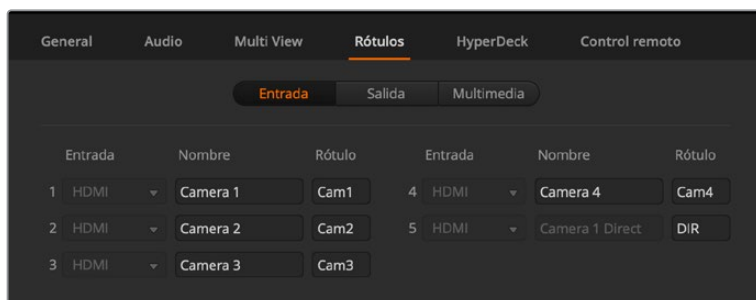 General Audio Multi View Rótulos HyperDeck Control remoto
Entrada Salida Multimedia
Entrada Nombre Rótulo Entrada Nombre Rótulo
1 HDMI Camera 1 Cam1 4 HDMI Camera 4 Cam4
2 HDMI Camera 2 Cam2 5 HDMI Camera 1 Direct DIR
3 HDMI Camera 3 Cam3